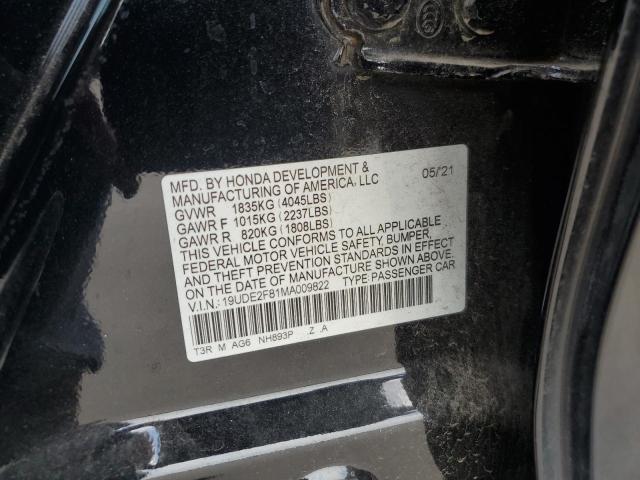 MFD. BY HONDA DEVELOPMENT & 05/'21
MANUFACTURING OF AMERICA, LLC
GVWR 1835KG (4045LBS)
GAWR F 1015KG (2237LBS)
GAWR R 820KG (1808LBS)
THIS VEHICLE CONFORMS TO ALL APPLICABLE
FEDERAL MOTOR VEHICLE SAFETY, BUMPER,
AND THEFT PREVENTION STANDARDS IN EFFECT
ON THE DATE OF MANUFACTURE SHOWN ABOVE.
V.I.N.: 19UDE2F81MA009822 TYPE PASSENGER CAR
T3R M AG6 NH893P .Z .A